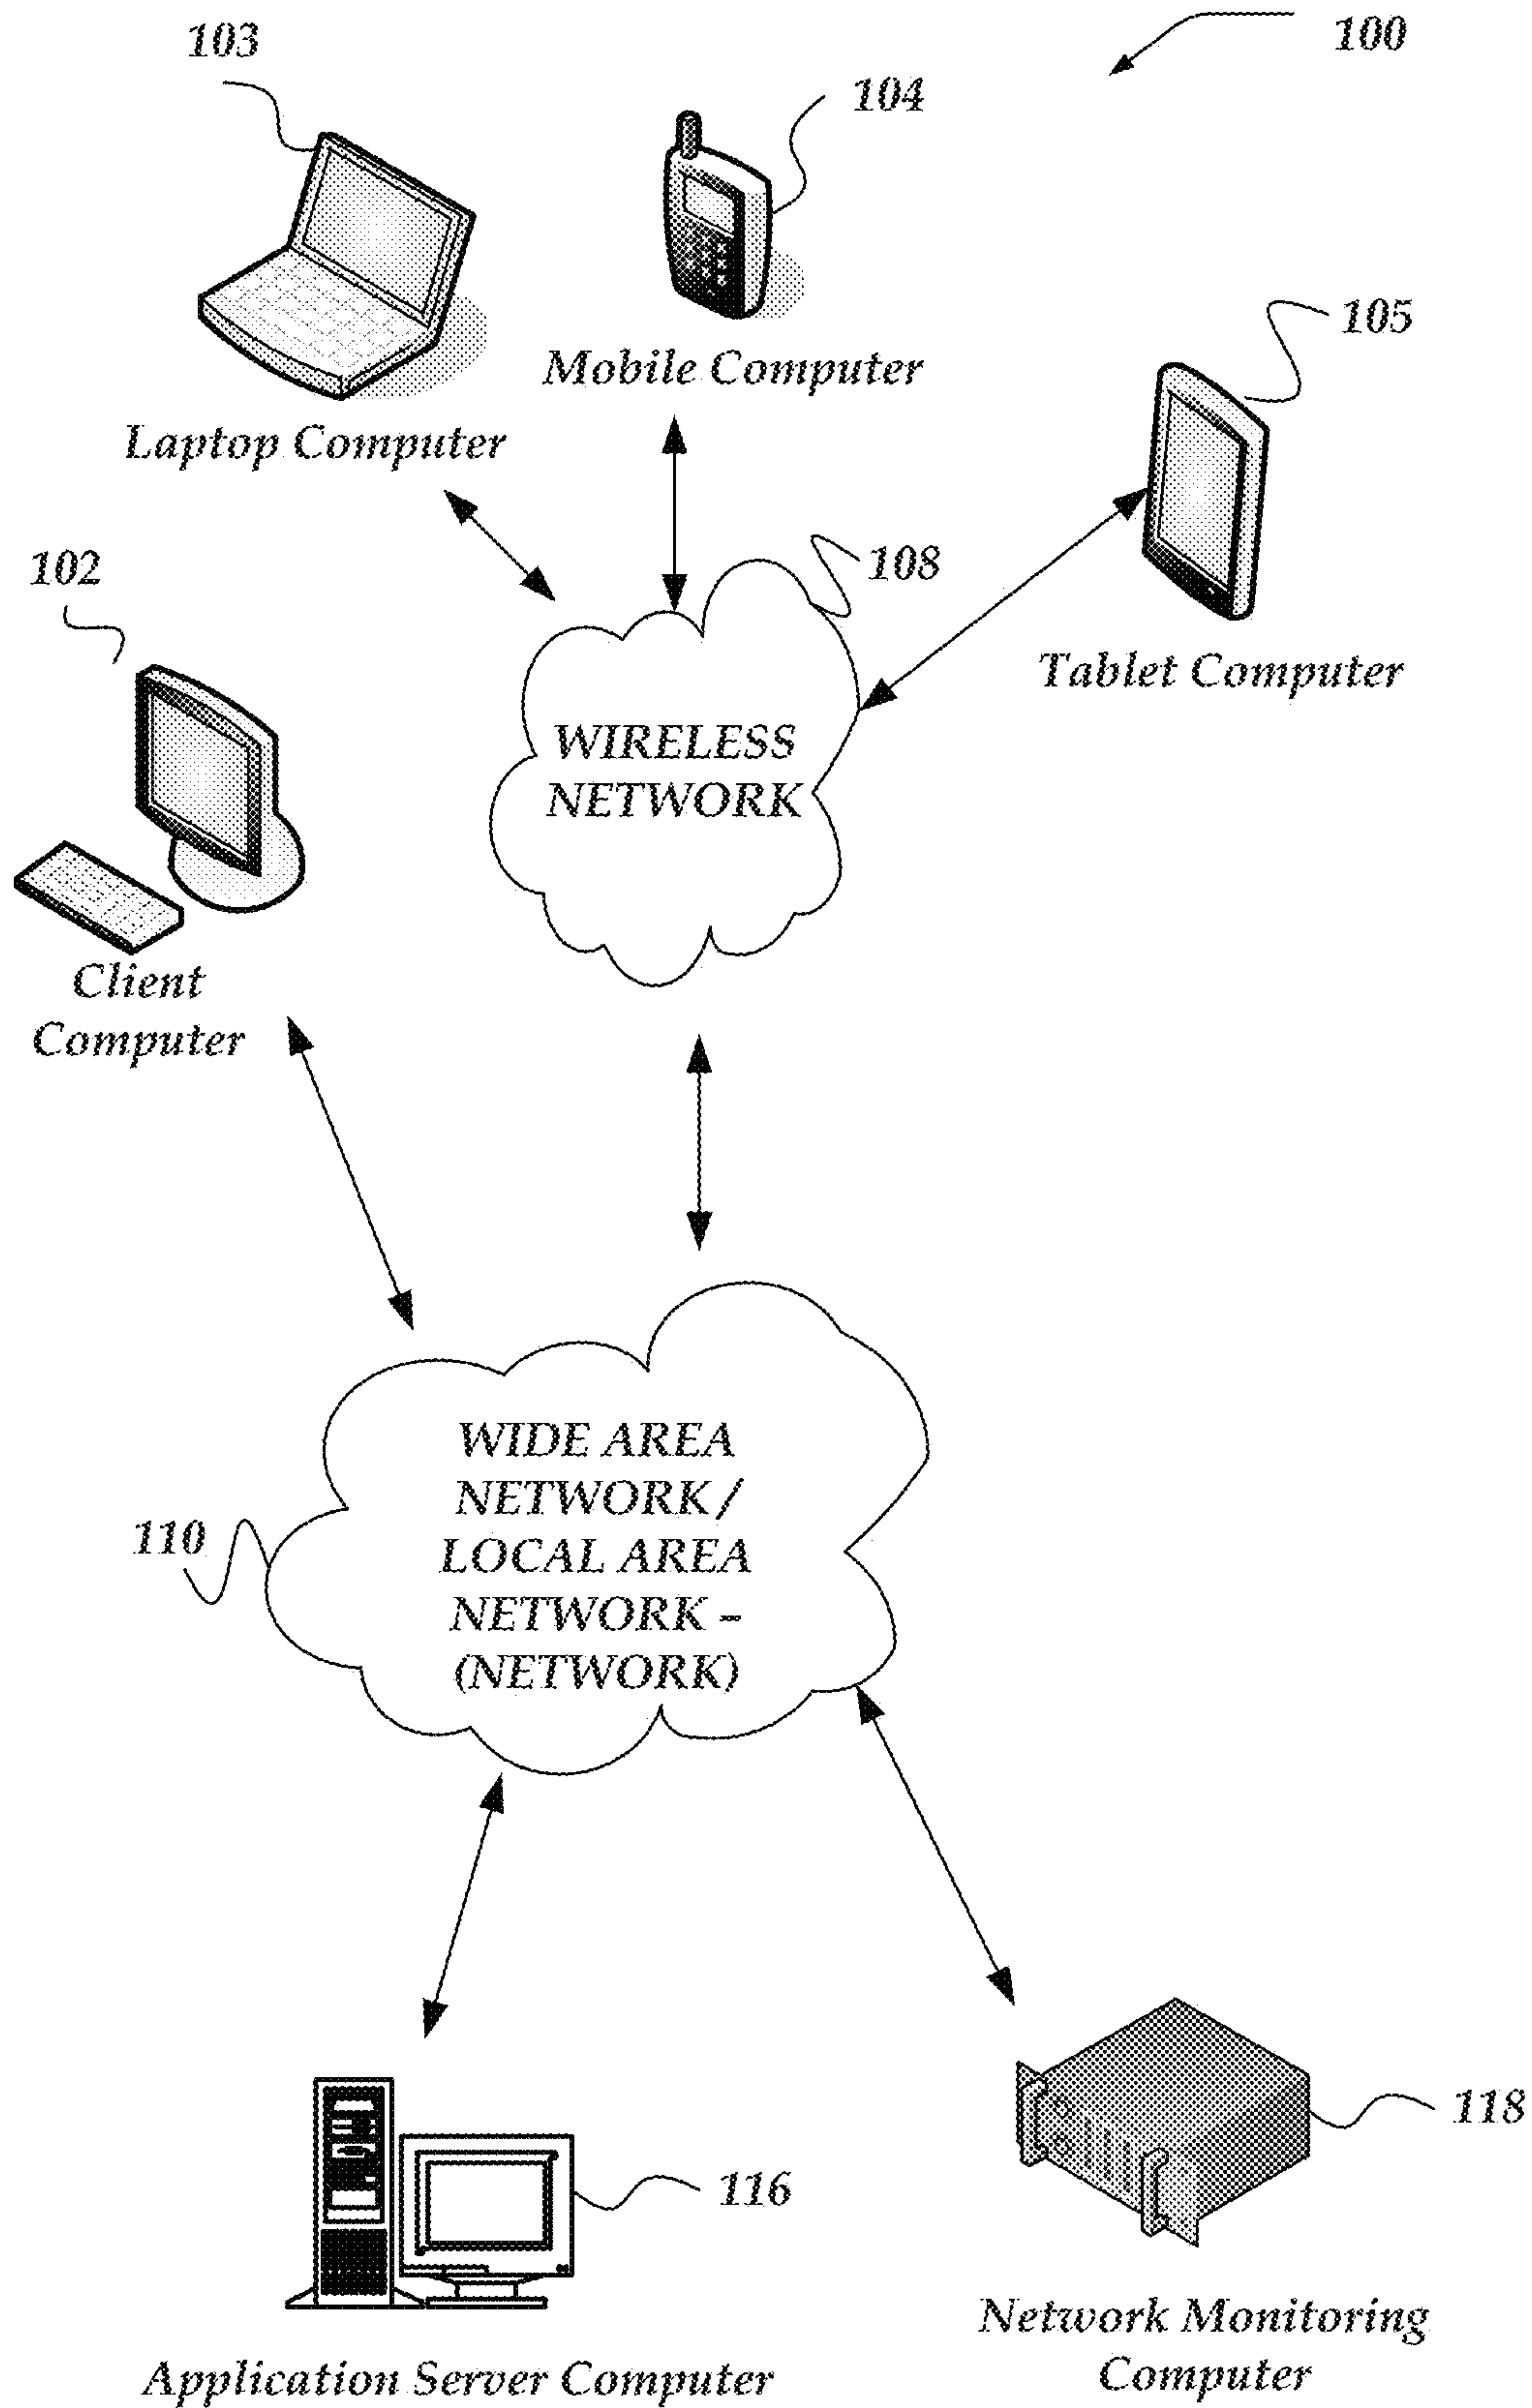 103
100
104
105
Mobile Computer
Laptop Computer
102
108
Tablet Computer
WIRELESS
NETWORK
Client
Computer
WIDE AREA
NETWORK /
LOCAL AREA
NETWORK –
(NETWORK)
110
116
118
Network Monitoring
Computer
Application Server Computer